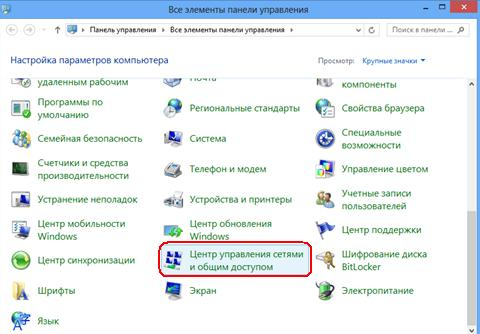 Все элементы панели управления
Панель управления
Все элементы панели управления
Поиск в панели ...
Настройка параметров компьютера
Просмотр:
Крупные значки
удаленным рабочим
Почта
компоненты
Программы по
умолчанию
Региональные стандарты
Свойства браузера
Семейная безопасность
Система
Специальные
возможности
Счетчики и средства
производительности
Телефон и модем
Управление цветом
Устранение неполадок
Устройства и принтеры
Учетные записи
пользователей
Центр мобильности
Windows
Центр обновления
Windows
Центр поддержки
Центр синхронизации
Центр управления сетями
и общим доступом
Шифрование диска
BitLocker
Шрифты
Экран
Электропитание
Язык